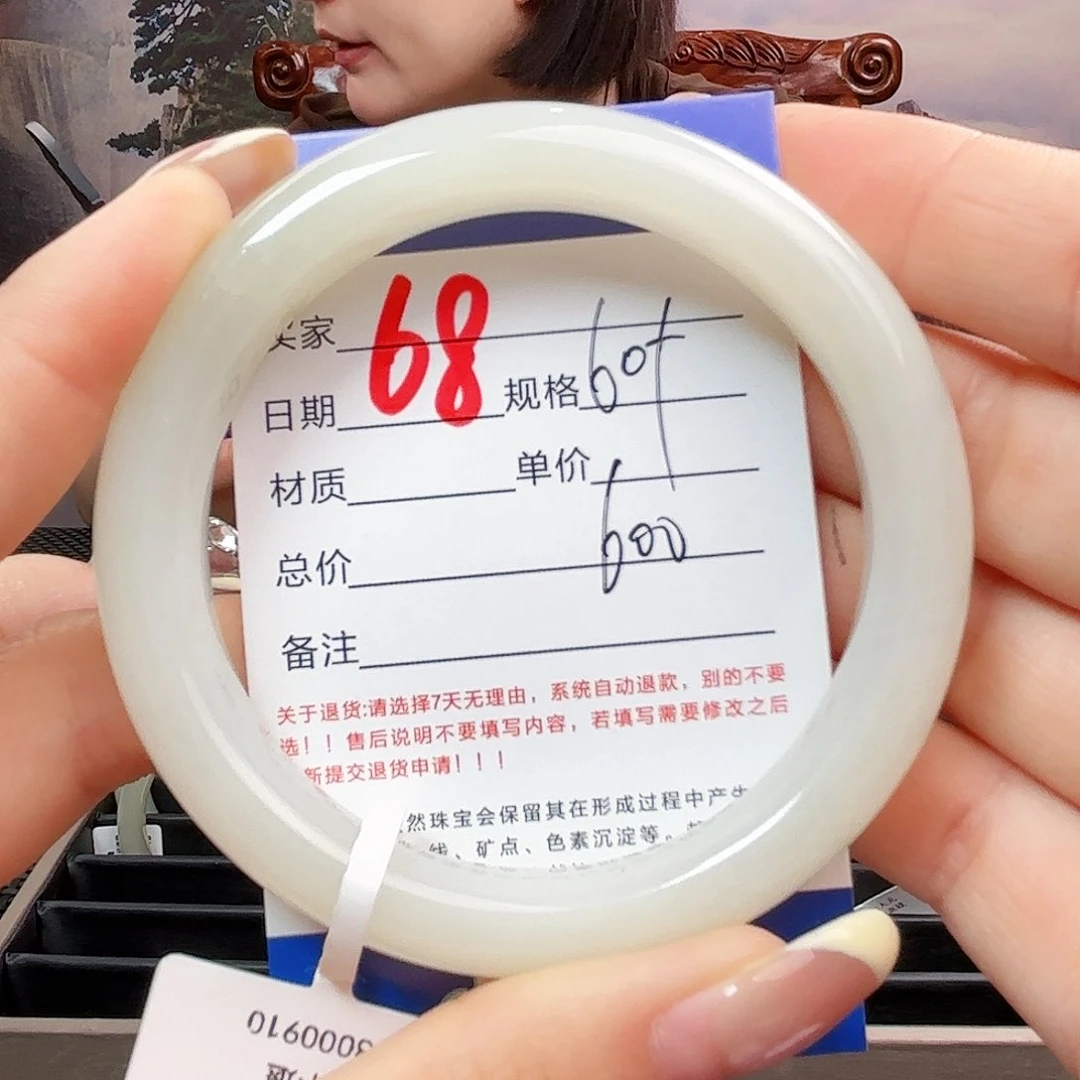 家 68
日期 规格 60+
材质 单价
总价 600
备注
关于退货:请选择7天无理由，系统自动退款，别的不要
选！！售后说明不要填写内容，若填写需要修改之后
新提交退货申请！！！
然珠宝会保留其在形成过程中产生
线、矿点、色素沉淀等。
3000910